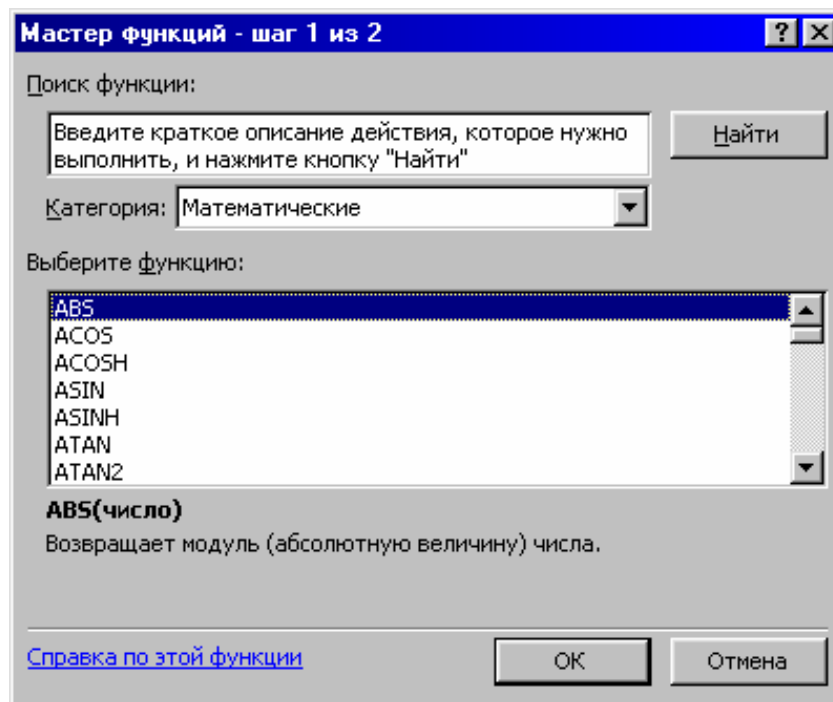 Мастер функций - шаг 1 из 2
Поиск функции:
Введите краткое описание действия, которое нужно
выполнить, и нажмите кнопку "Найти"
Найти
Категория: Математические
Выберите функцию:
ABS
ACOS
ACOSH
ASIN
ASINH
ATAN
ATAN2
ABS(число)
Возвращает модуль (абсолютную величину) числа.
Справка по этой функции
ОК
Отмена